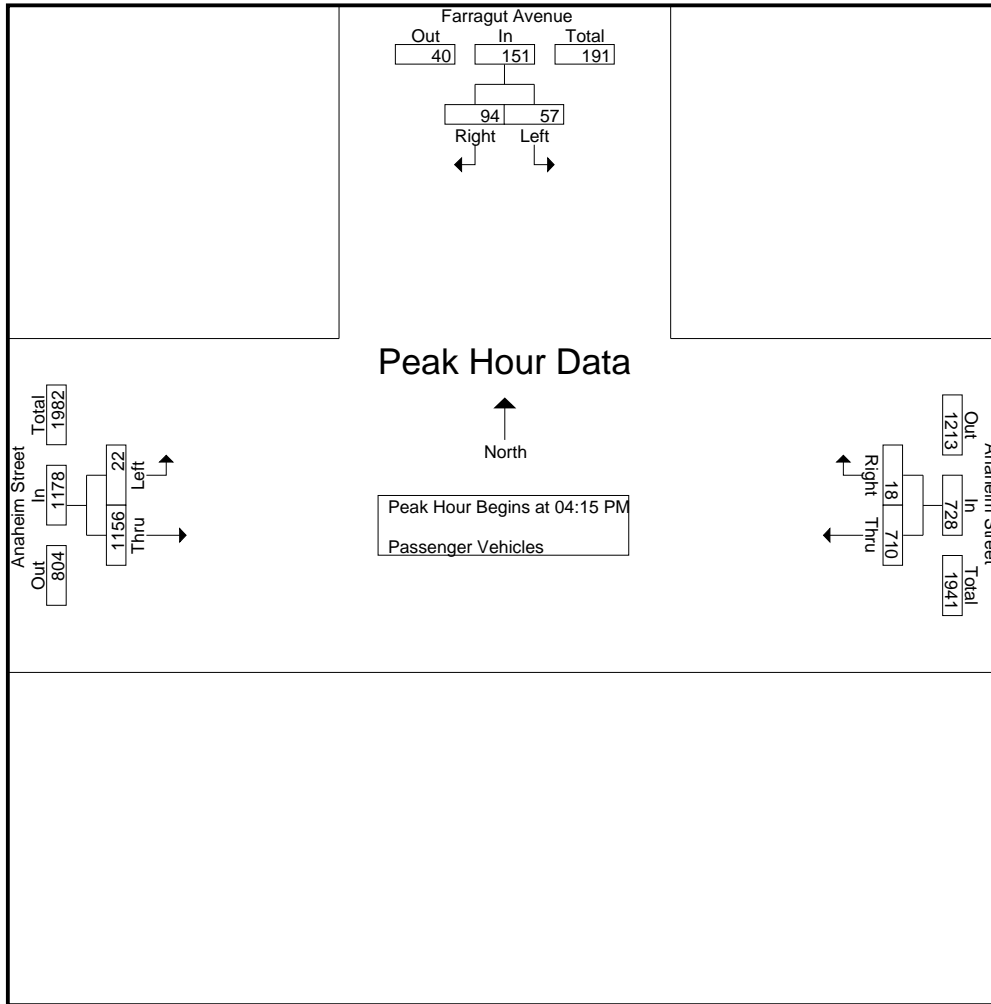 Farragut Avenue
Out In Total
40 151 191
94 57
Right Left
Peak Hour Data
North
Peak Hour Begins at 04:15 PM
Passenger Vehicles
Anaheim Street
Out In Total
804 1178 1982
1156 22
Thru Left
Anaheim Street
Out In Total
1213 728 1941
18 710
Right Thru